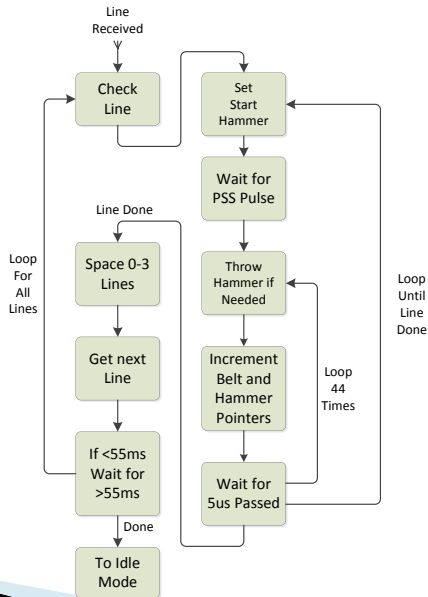 Line
Received
Check
Line
Set
Start
Hammer
Wait for
PSS Pulse
Line Done
Space 0-3
Lines
Throw
Hammer if
Needed
Loop
For
All
Lines
Loop
Until
Line
Done
Get next
Line
Increment
Belt and
Hammer
Pointers
Loop
44
Times
If <55ms
Wait for
>55ms
Wait for
5us Passed
Done
To Idle
Mode